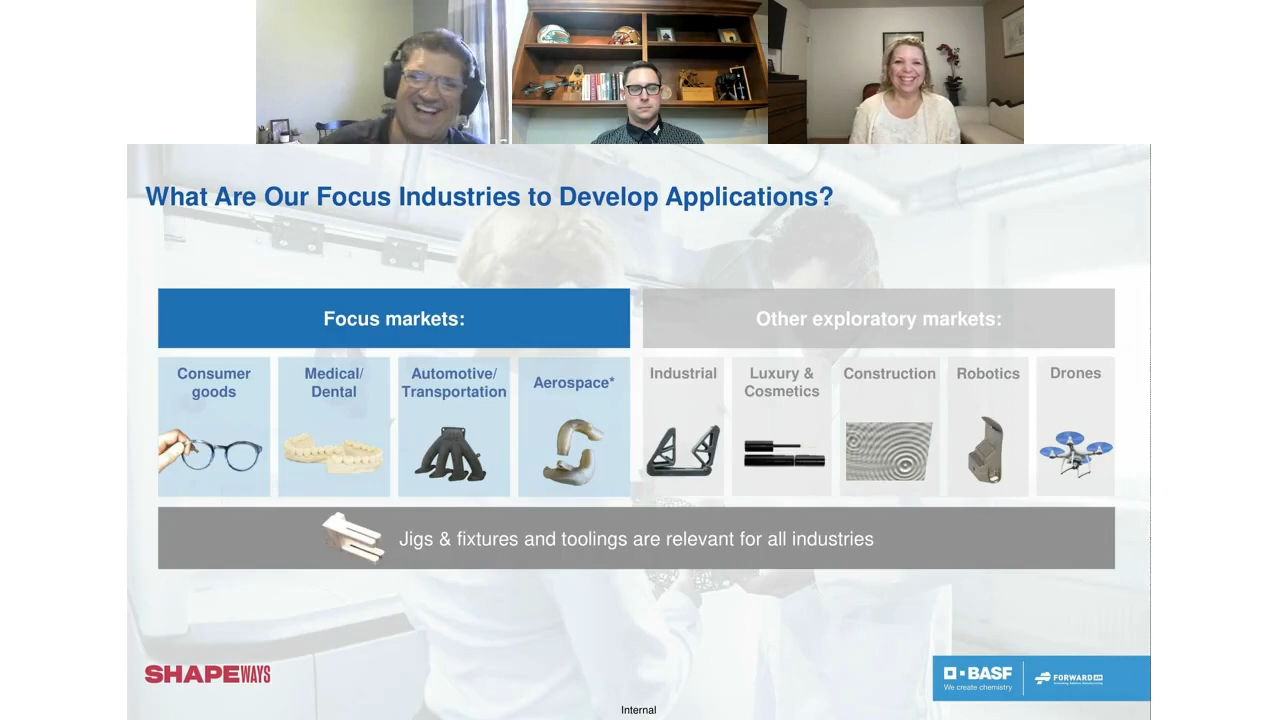 What Are Our Focus Industries to Develop Applications?
Focus markets:
Other exploratory markets:
Consumer
goods
Medical/
Dental
Automotive/
Transportation
Aerospace*
Industrial
Luxury &
Cosmetics
Construction
Robotics
Drones
Jigs & fixtures and toolings are relevant for all industries
SHAPEWAYS
BASF
We create chemistry
FORWARD AM
Internal